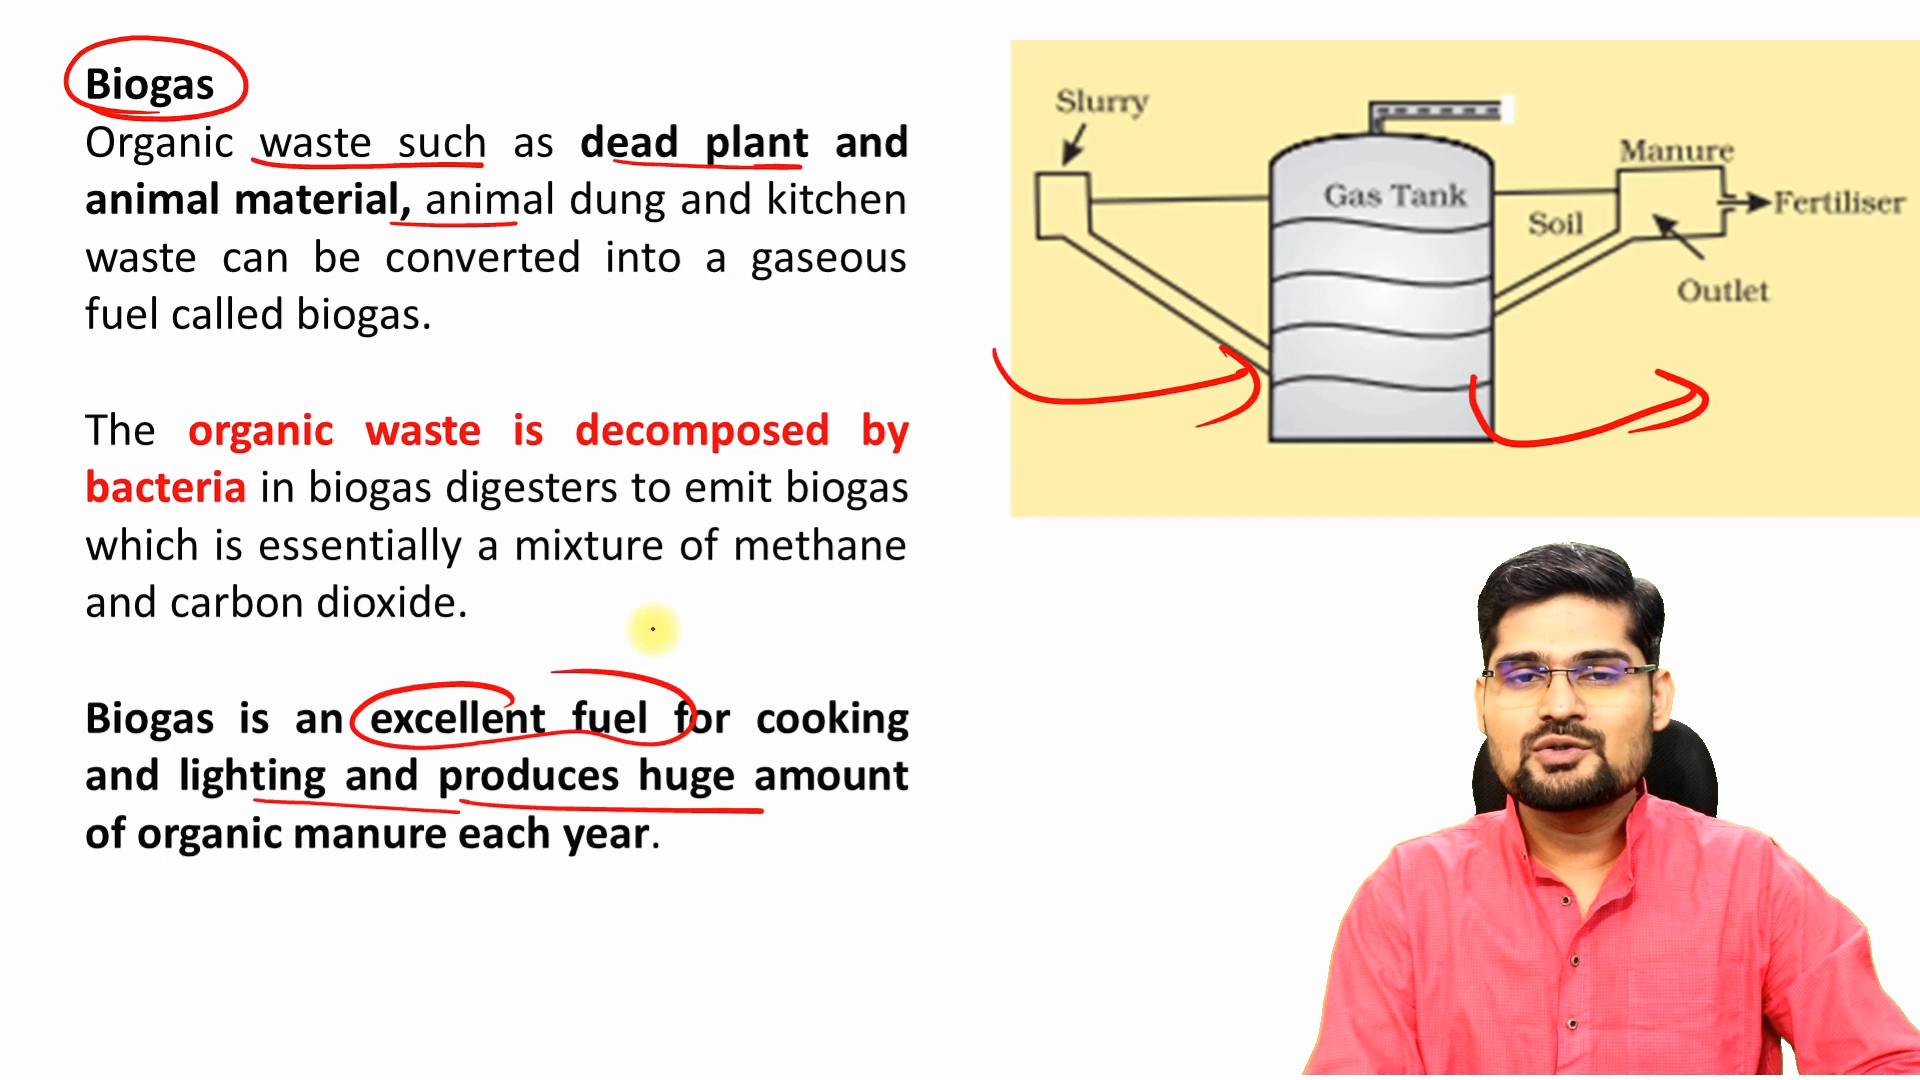 Biogas
Organic waste such as dead plant and
animal material, animal dung and kitchen
waste can be converted into a gaseous
fuel called biogas.
The organic waste is decomposed by
bacteria in biogas digesters to emit biogas
which is essentially a mixture of methane
and carbon dioxide.
Biogas is an excellent fuel for cooking
and lighting and produces huge amount
of organic manure each year.
Slurry
Gas Tank
Manure
Soil
Fertiliser
Outlet